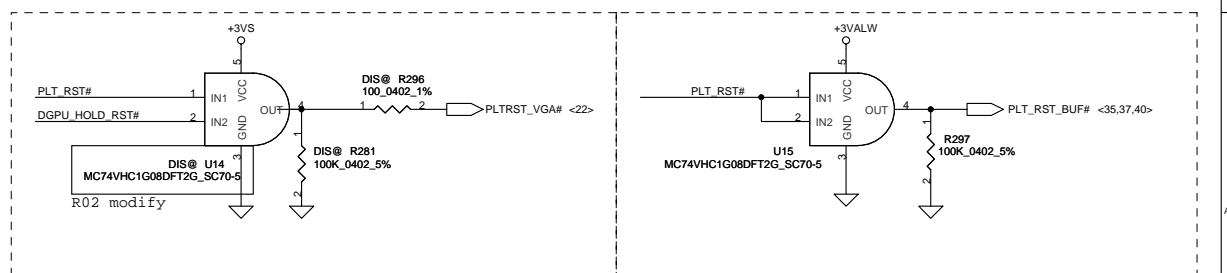 +3VS
5
DIS@ R296
100_0402_1%
PLT_RST#
1
IN1
VCC
OUT
4
1
2
PLTRST_VGA# <22>
DGPU_HOLD_RST#
2
IN2
GND
3
1
DIS@ R281
100K_0402_5%
2
DIS@ U14
MC74VHC1G08DFT2G_SC70-5
R02 modify
+3VALW
5
PLT_RST#
1
IN1
VCC
OUT
4
PLT_RST_BUF# <35,37,40>
2
IN2
GND
3
1
R297
100K_0402_5%
2
U15
MC74VHC1G08DFT2G_SC70-5
A